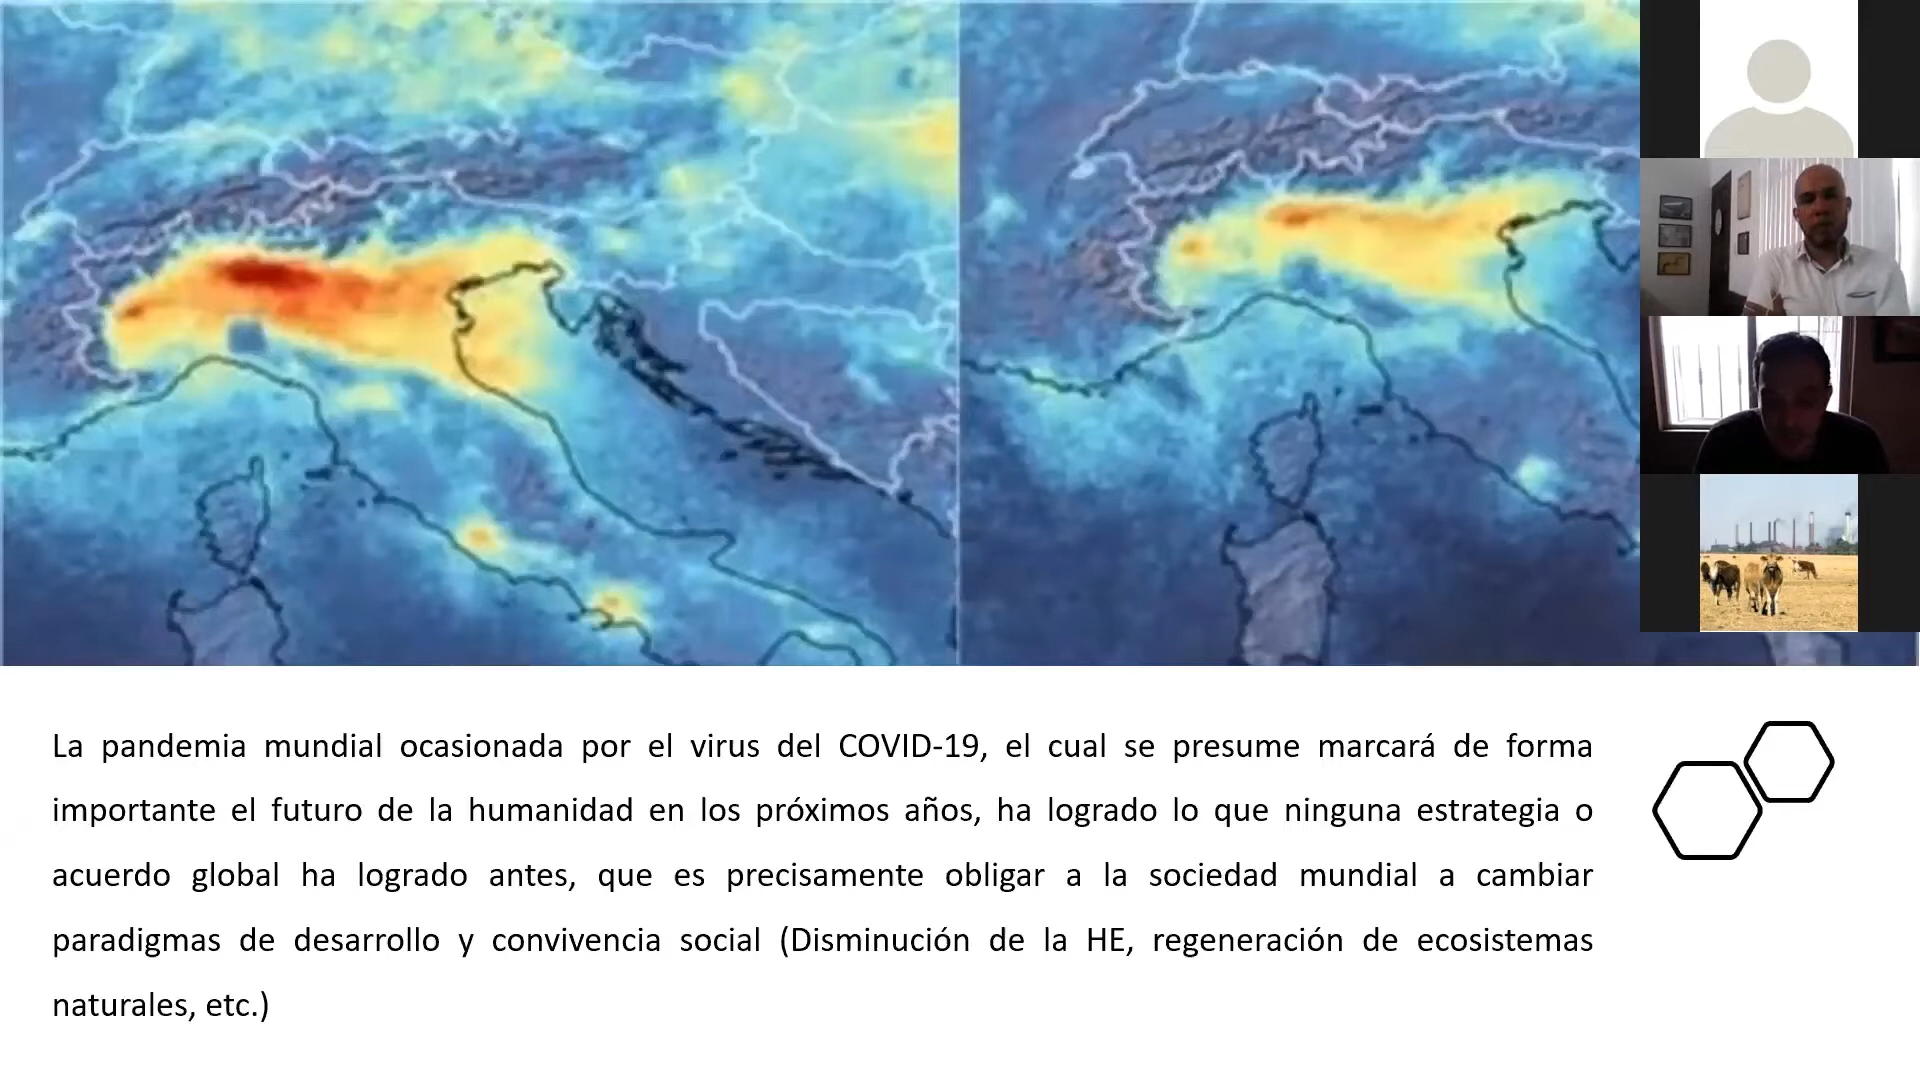 La pandemia mundial ocasionada por el virus del COVID-19, el cual se presume marcará de forma
importante el futuro de la humanidad en los próximos años, ha logrado lo que ninguna estrategia o
acuerdo global ha logrado antes, que es precisamente obligar a la sociedad mundial a cambiar
paradigmas de desarrollo y convivencia social (Disminución de la HE, regeneración de ecosistemas
naturales, etc.)